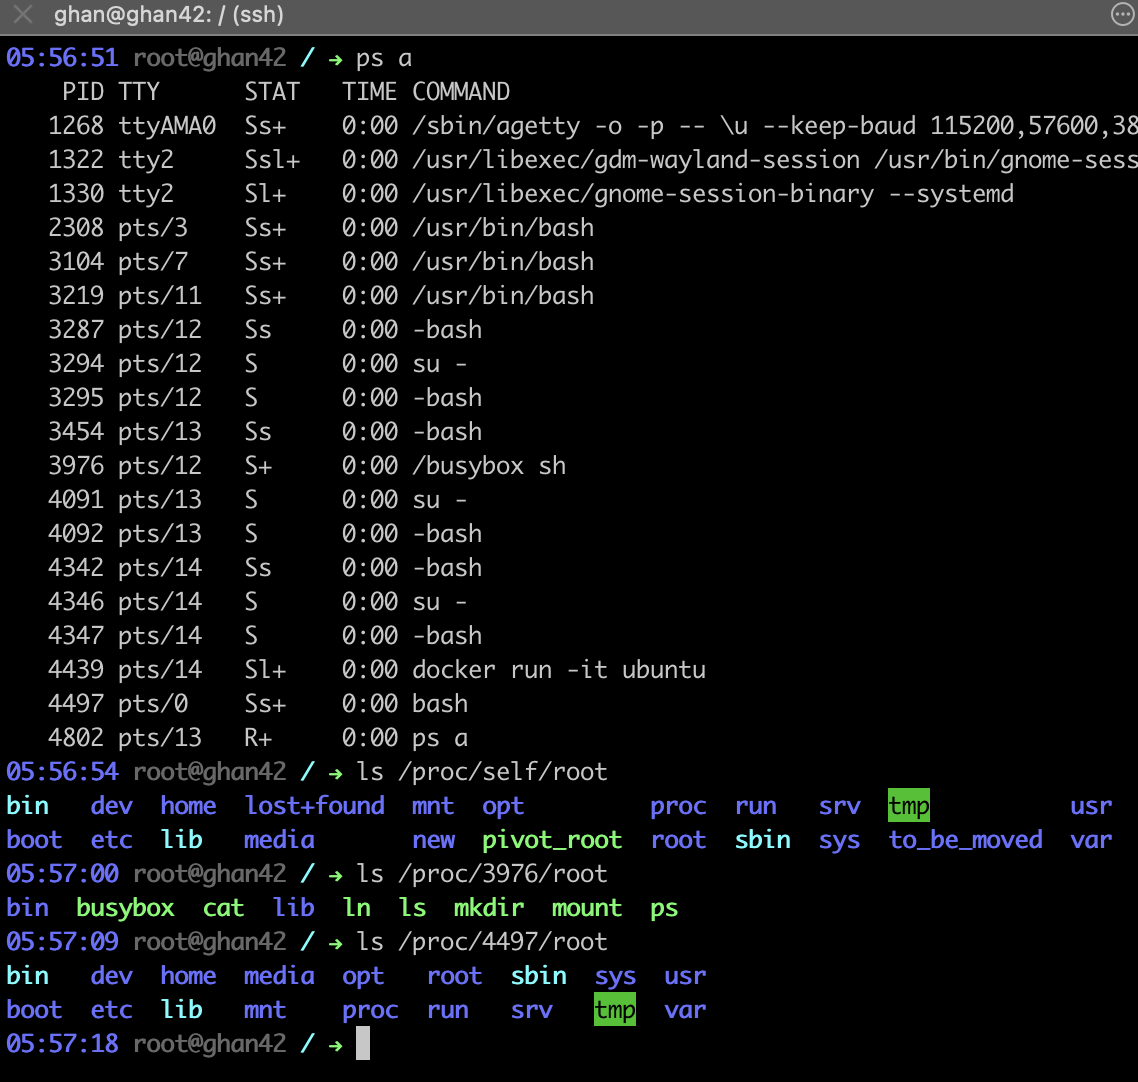 ghan@ghan42: / (ssh)
05:56:51 root@ghan42 / → ps a
    PID TTY      STAT   TIME COMMAND
   1268 ttyAMA0  Ss+    0:00 /sbin/agetty -o -p -- \u --keep-baud 115200,57600,38
   1322 tty2     Ssl+   0:00 /usr/libexec/gdm-wayland-session /usr/bin/gnome-sess
   1330 tty2     Sl+    0:00 /usr/libexec/gnome-session-binary --systemd
   2308 pts/3    Ss+    0:00 /usr/bin/bash
   3104 pts/7    Ss+    0:00 /usr/bin/bash
   3219 pts/11   Ss+    0:00 /usr/bin/bash
   3287 pts/12   Ss     0:00 -bash
   3294 pts/12   S      0:00 su -
   3295 pts/12   S      0:00 -bash
   3454 pts/13   Ss     0:00 -bash
   3976 pts/12   S+     0:00 /busybox sh
   4091 pts/13   S      0:00 su -
   4092 pts/13   S      0:00 -bash
   4342 pts/14   Ss     0:00 -bash
   4346 pts/14   S      0:00 su -
   4347 pts/14   S      0:00 -bash
   4439 pts/14   Sl+    0:00 docker run -it ubuntu
   4497 pts/0    Ss+    0:00 bash
   4802 pts/13   R+     0:00 ps a
05:56:54 root@ghan42 / → ls /proc/self/root
bin   dev  home  lost+found  mnt  opt         proc  run   srv  tmp          usr
boot  etc  lib   media       new  pivot_root  root  sbin  sys  to_be_moved  var
05:57:00 root@ghan42 / → ls /proc/3976/root
bin  busybox  cat  lib  ln  ls  mkdir  mount  ps
05:57:09 root@ghan42 / → ls /proc/4497/root
bin   dev  home  media  opt   root  sbin  sys  usr
boot  etc  lib   mnt    proc  run   srv   tmp  var
05:57:18 root@ghan42 / →